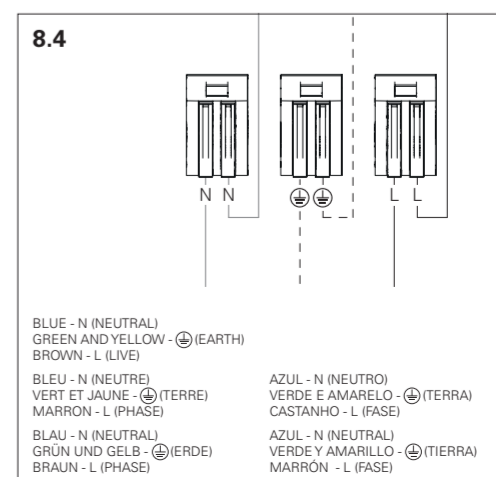 8.4
N N ⏚ ⏚ L L
BLUE - N (NEUTRAL)
GREEN AND YELLOW - ⏚ (EARTH)
BROWN - L (LIVE)
BLEU - N (NEUTRE)
VERT ET JAUNE - ⏚ (TERRE)
MARRON - L (PHASE)
BLAU - N (NEUTRAL)
GRÜN UND GELB - ⏚ (ERDE)
BRAUN - L (PHASE)
AZUL - N (NEUTRO)
VERDE E AMARELO - ⏚ (TERRA)
CASTANHO - L (FASE)
AZUL - N (NEUTRAL)
VERDE Y AMARILLO - ⏚ (TIERRA)
MARRÓN - L (FASE)